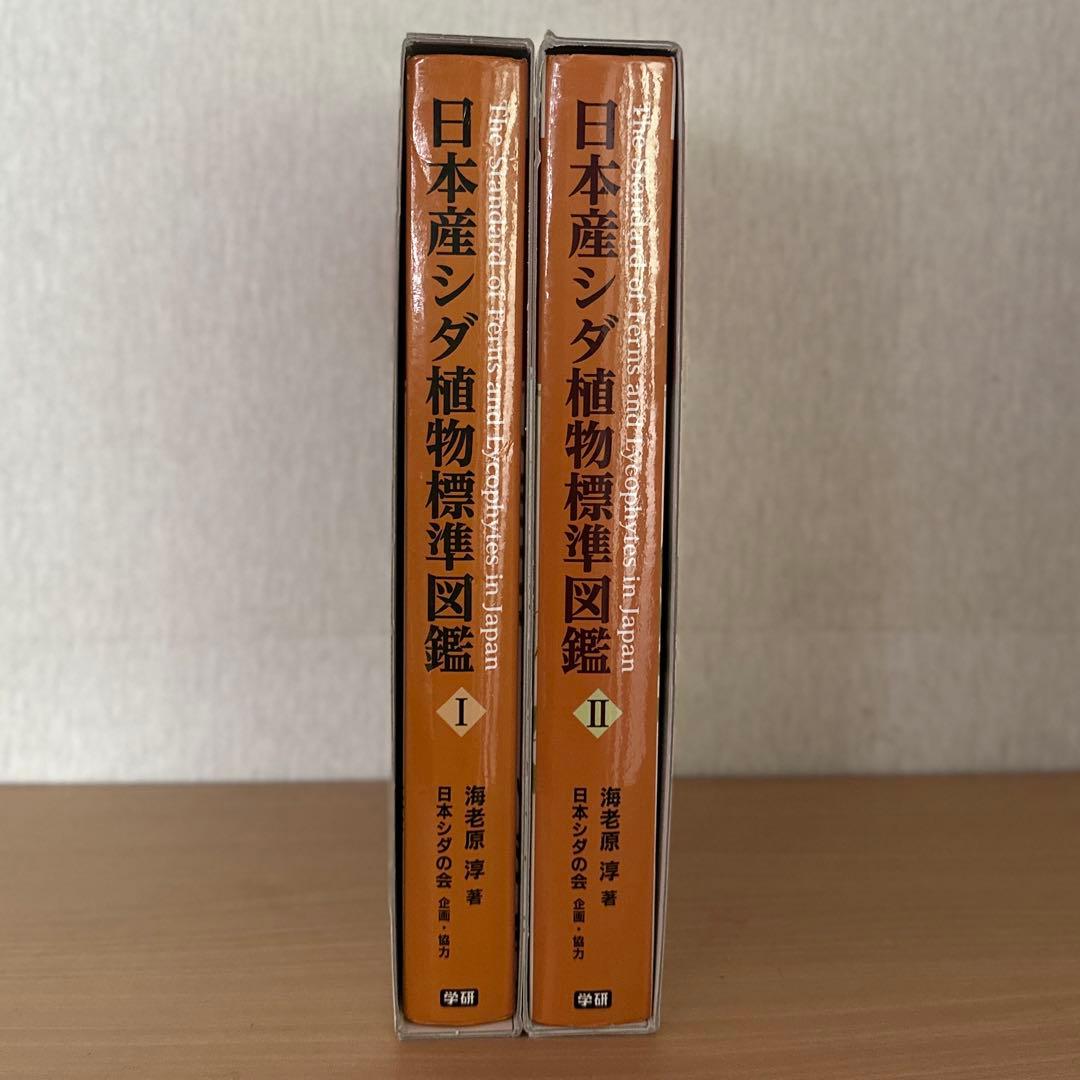 日本産シダ植物標準図鑑
The Standard of Ferns and Lycophytes in Japan
I
海老原 淳 著
日本シダの会 企画・協力
学研
日本産シダ植物標準図鑑
The Standard of Ferns and Lycophytes in Japan
II
海老原 淳 著
日本シダの会 企画・協力
学研